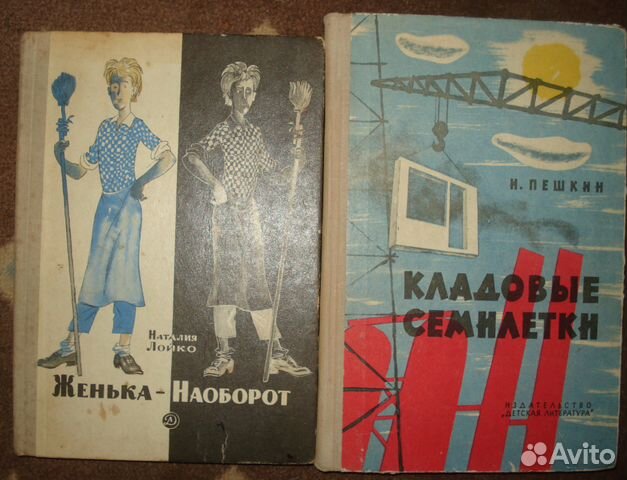 Наталия
Лойко
Женька-Наоборот
И. ПЕШКИН
КЛАДОВЫЕ
СЕМИЛЕТКИ
ИЗДАТЕЛЬСТВО
„ДЕТСКАЯ ЛИТЕРАТУРА"
Avito